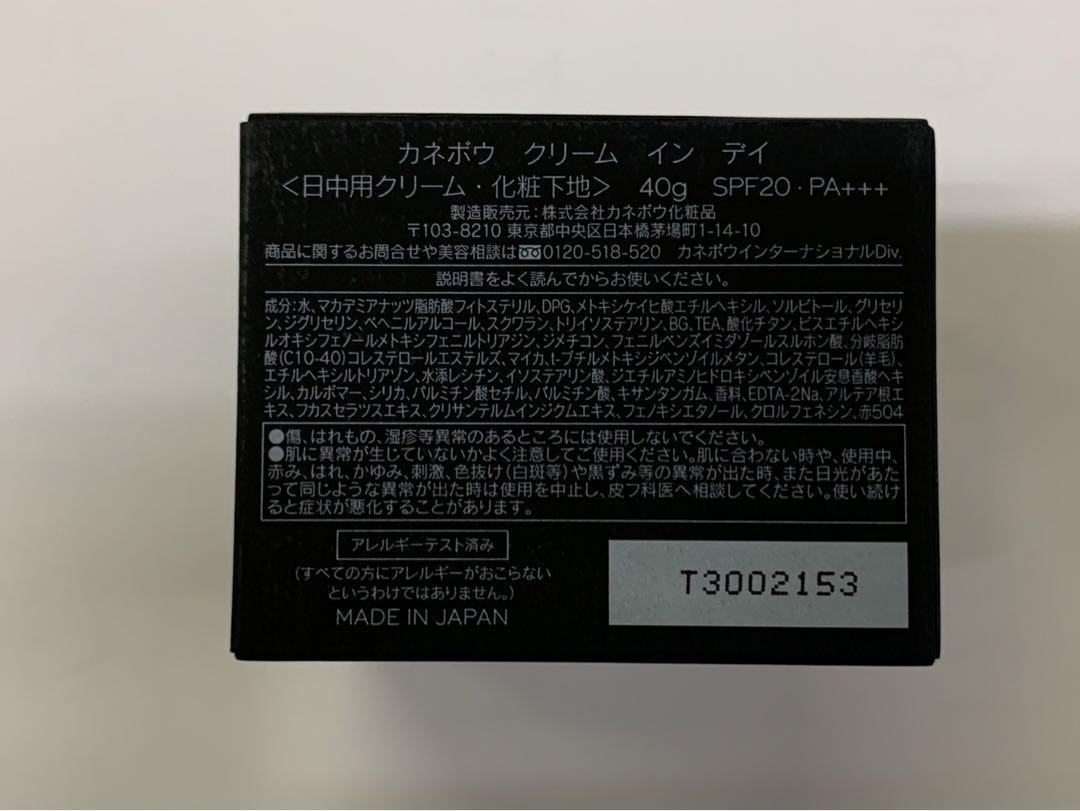 カネボウ クリーム イン デイ
<日中用クリーム・化粧下地> 40g SPF20・PA+++
製造販売元:株式会社カネボウ化粧品
〒103-8210 東京都中央区日本橋茅場町1-14-10
商品に関するお問合せや美容相談は 0120-518-520 カネボウインターナショナルDiv.
説明書をよく読んでからお使いください。
成分:水、マカデミアナッツ脂肪酸フィトステリル、DPG、メトキシケイヒ酸エチルヘキシル、ソルビトール、グリセリ
ン、ジグリセリン、ベヘニルアルコール、スクワラン、トリイソステアリン、BG、TEA、酸化チタン、ビスエチルヘキシ
ルオキシフェノールメトキシフェニルトリアジン、ジメチコン、フェニルベンズイミダゾールスルホン酸、分岐脂肪
酸(C10-40)コレステロールエステルズ、マイカ、t-ブチルメトキシジベンゾイルメタン、コレステロール(羊毛)、
エチルヘキシルトリアゾン、水添レシチン、イソステアリン酸、ジエチルアミノヒドロキシベンゾイル安息香酸ヘキ
シル、カルボマー、シリカ、パルミチン酸セチル、パルミチン酸、キサンタンガム、香料、EDTA-2Na、アルテア根エ
キス、フカスセラツスエキス、クリサンテルムインジクムエキス、フェノキシエタノール、クロルフェネシン、赤504
●傷、はれもの、湿疹等異常のあるところには使用しないでください。
●肌に異常が生じていないかよく注意してご使用ください。肌に合わない時や、使用中、
赤み、はれ、かゆみ、刺激、色抜け(白斑等)や黒ずみ等の異常が出た時、また日光があた
って同じような異常が出た時は使用を中止し、皮フ科医へ相談してください。使い続け
ると症状が悪化することがあります。
アレルギーテスト済み
(すべての方にアレルギーがおこらない
というわけではありません。)
MADE IN JAPAN
T3002153